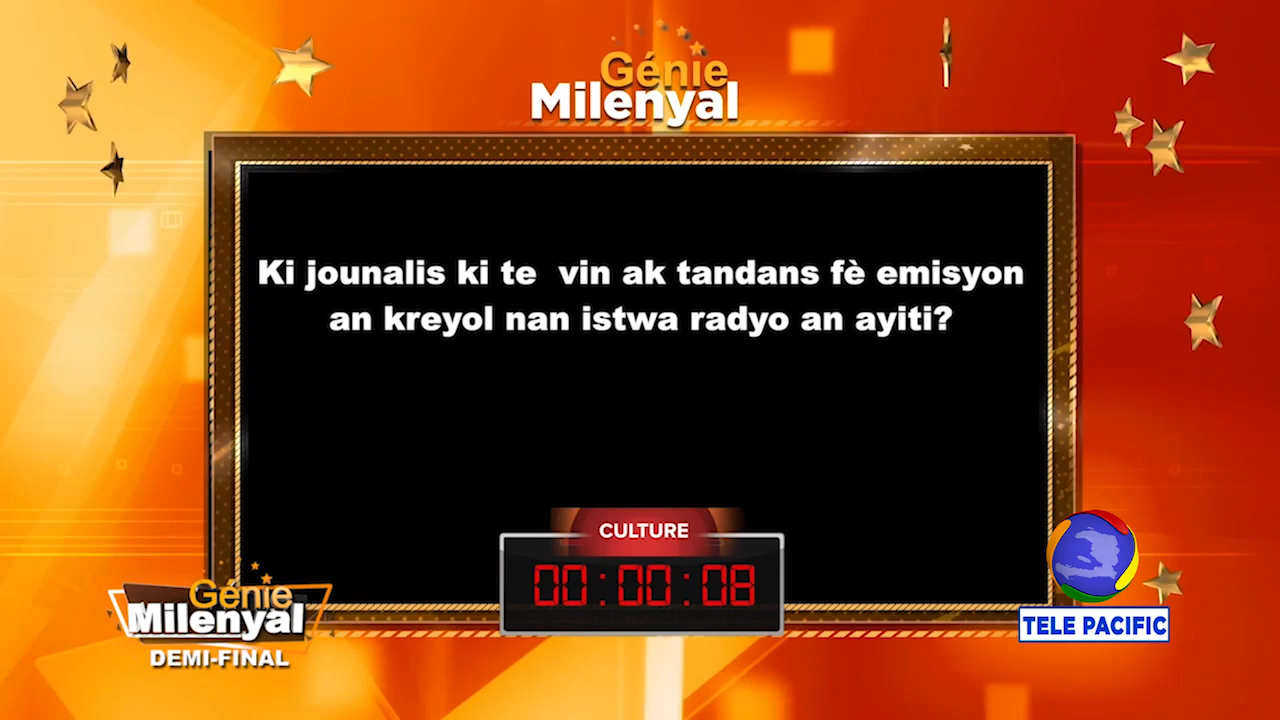 Génie
Milenyal
Ki jounalis ki te  vin ak tandans fè emisyon
an kreyol nan istwa radyo an ayiti?
CULTURE
00:00:08
Génie
Milenyal
DEMI-FINAL
TELE PACIFIC